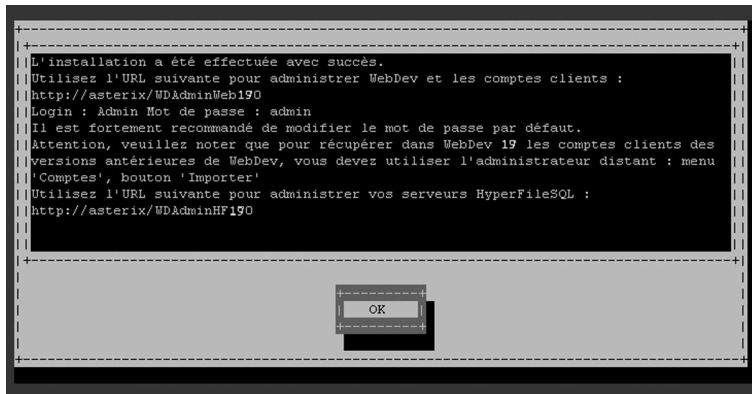 L'installation a été effectuée avec succès.
Utilisez l'URL suivante pour administrer WebDev et les comptes clients :
http://asterix/WDAdminWeb190
Login : Admin Mot de passe : admin
Il est fortement recommandé de modifier le mot de passe par défaut.
Attention, veuillez noter que pour récupérer dans WebDev 19 les comptes clients des
versions antérieures de WebDev, vous devez utiliser l'administrateur distant : menu
'Comptes', bouton 'Importer'
Utilisez l'URL suivante pour administrer vos serveurs HyperFileSQL :
http://asterix/WDAdminHF190
OK